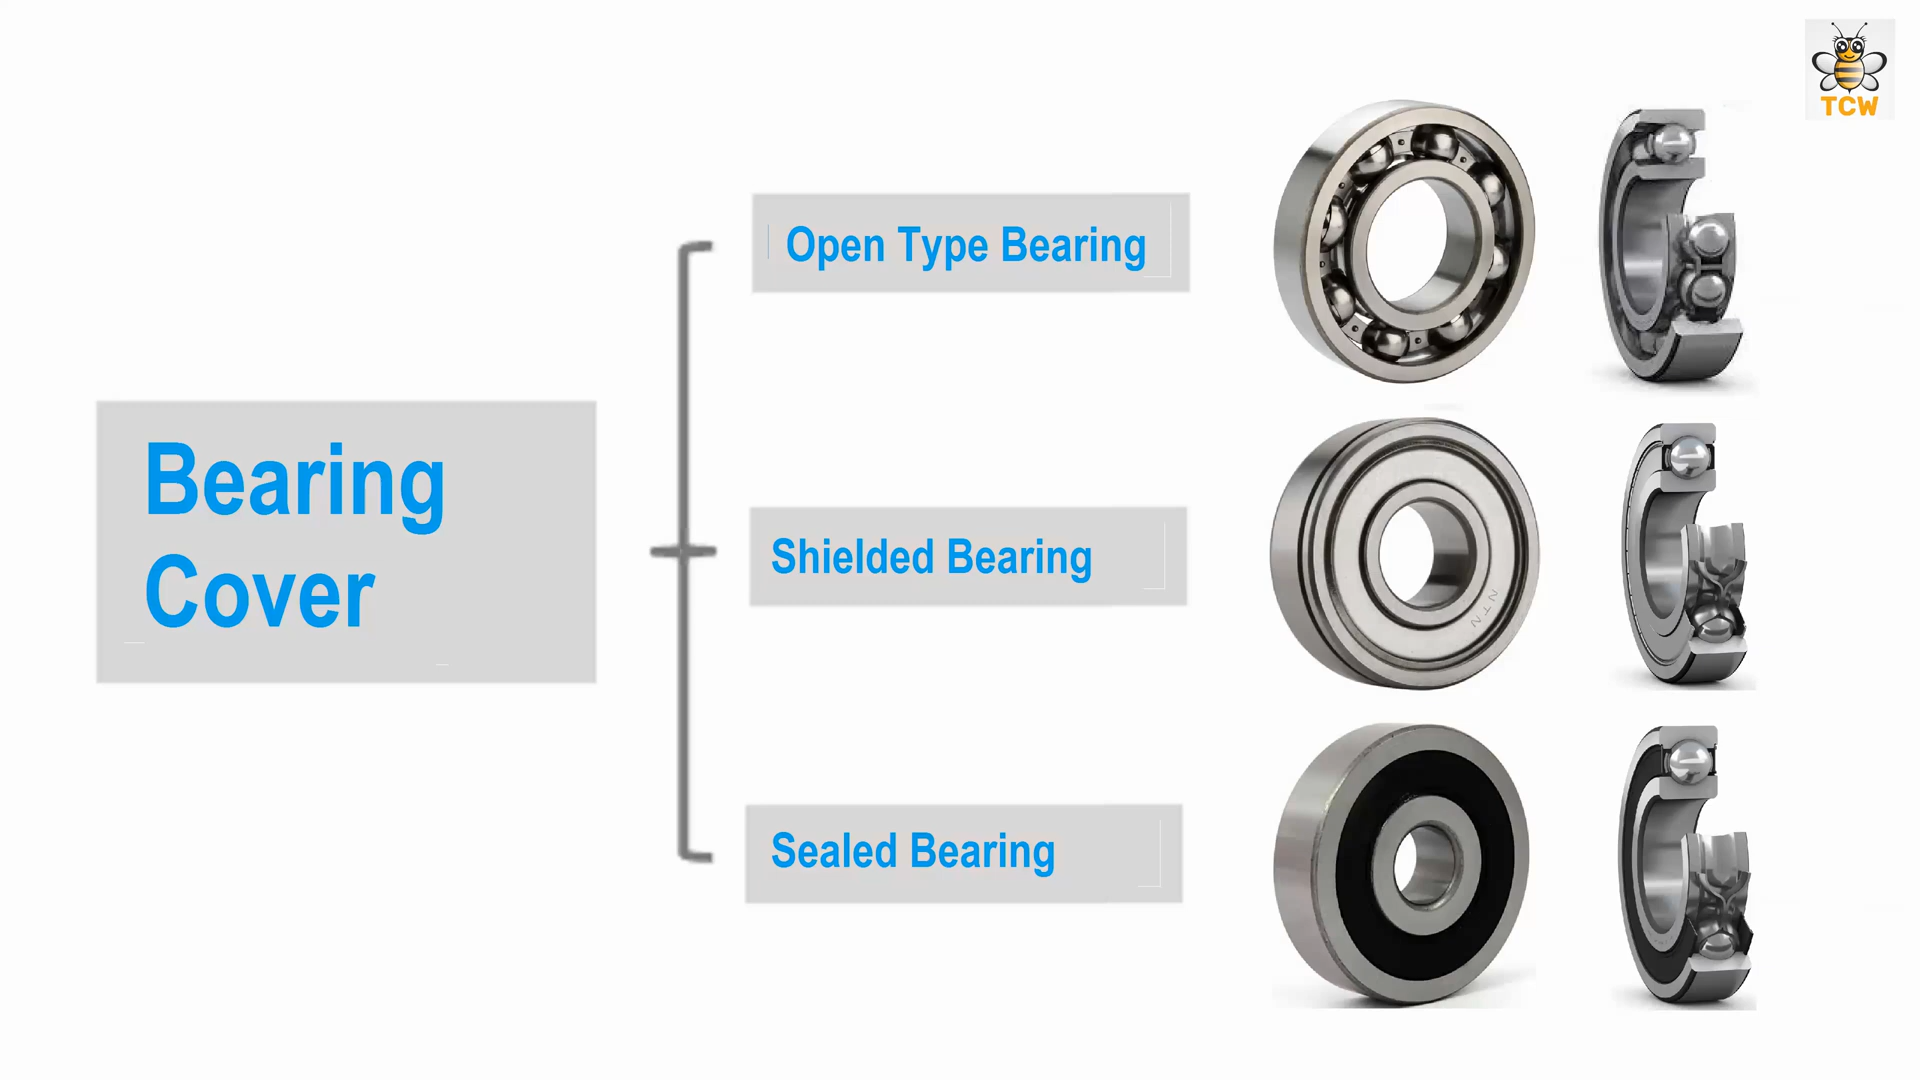 TCW
Open Type Bearing
Bearing
Cover
Shielded Bearing
NTN
Sealed Bearing